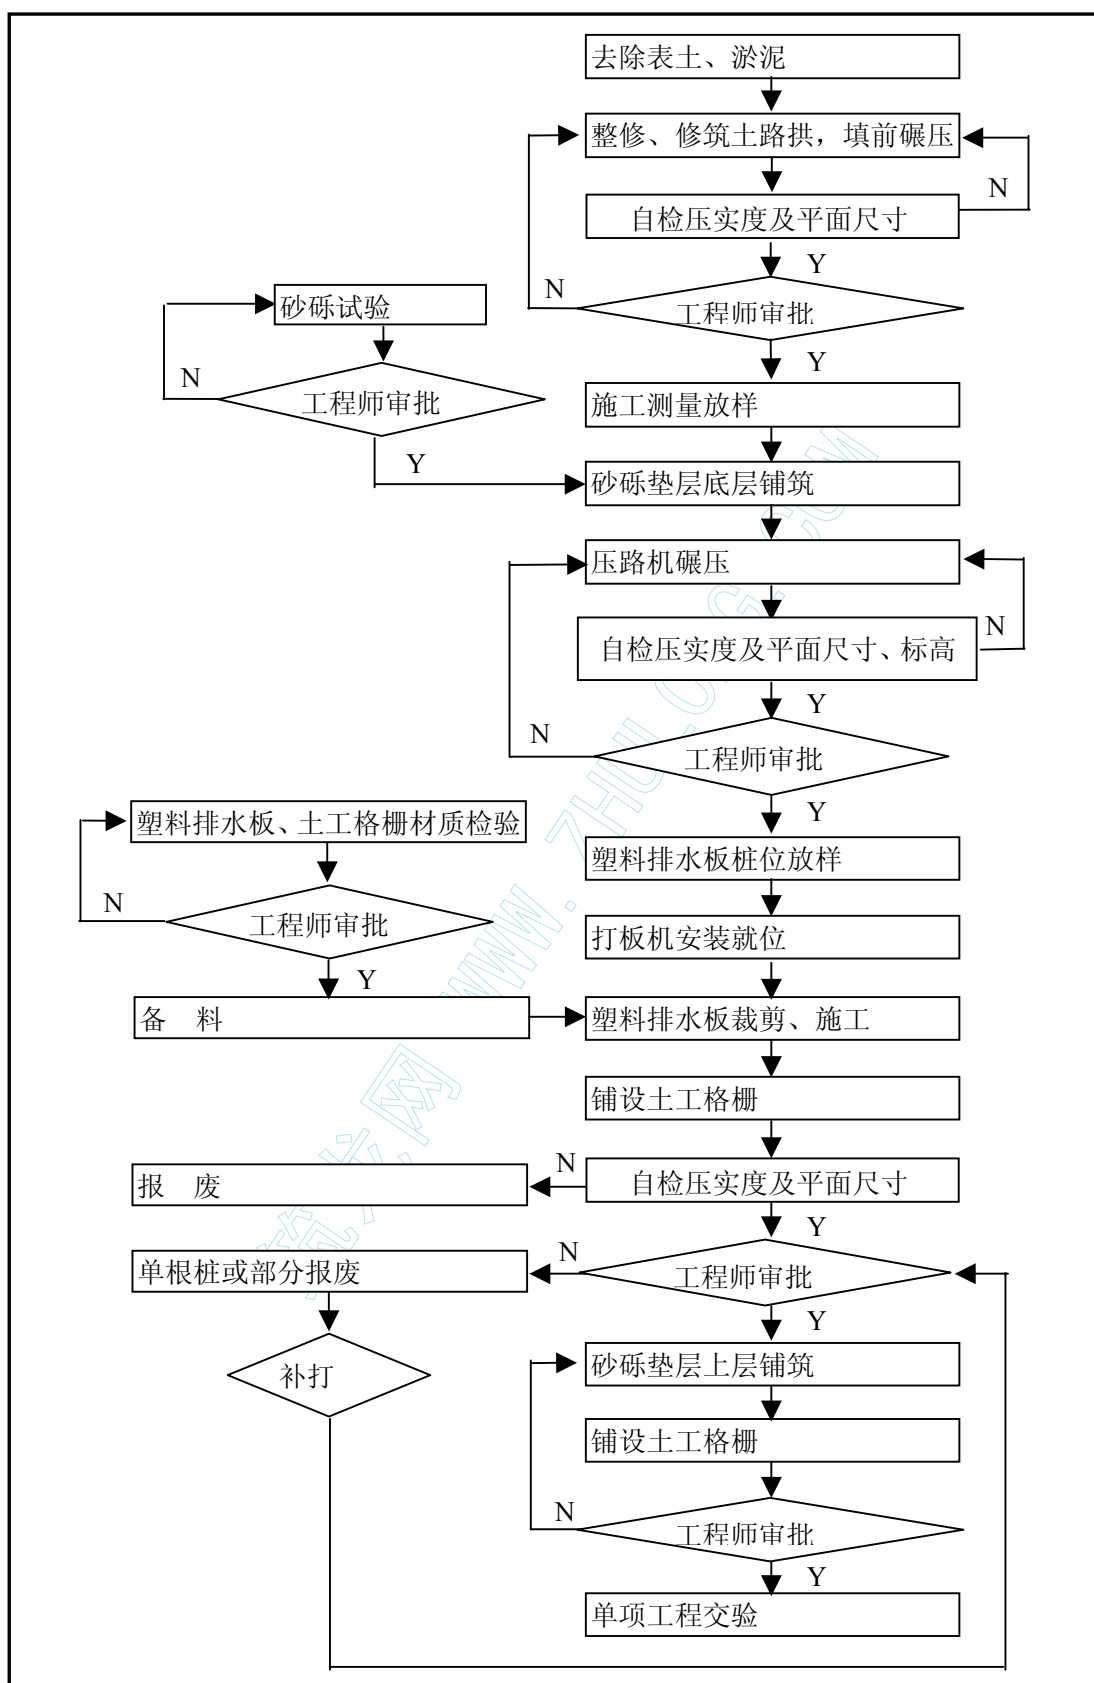 去除表土、淤泥
整修、修筑土路拱，填前碾压
N
自检压实度及平面尺寸
Y
N
工程师审批
砂砾试验
Y
N
工程师审批
施工测量放样
Y
砂砾垫层底层铺筑
压路机碾压
N
自检压实度及平面尺寸、标高
Y
N
工程师审批
塑料排水板、土工格栅材质检验
Y
塑料排水板桩位放样
N
工程师审批
打板机安装就位
Y
备 料
塑料排水板裁剪、施工
铺设土工格栅
N
报 废
自检压实度及平面尺寸
Y
N
单根桩或部分报废
工程师审批
Y
砂砾垫层上层铺筑
补打
铺设土工格栅
N
工程师审批
Y
单项工程交验
筑龙网 WWW.ZHULONG.COM